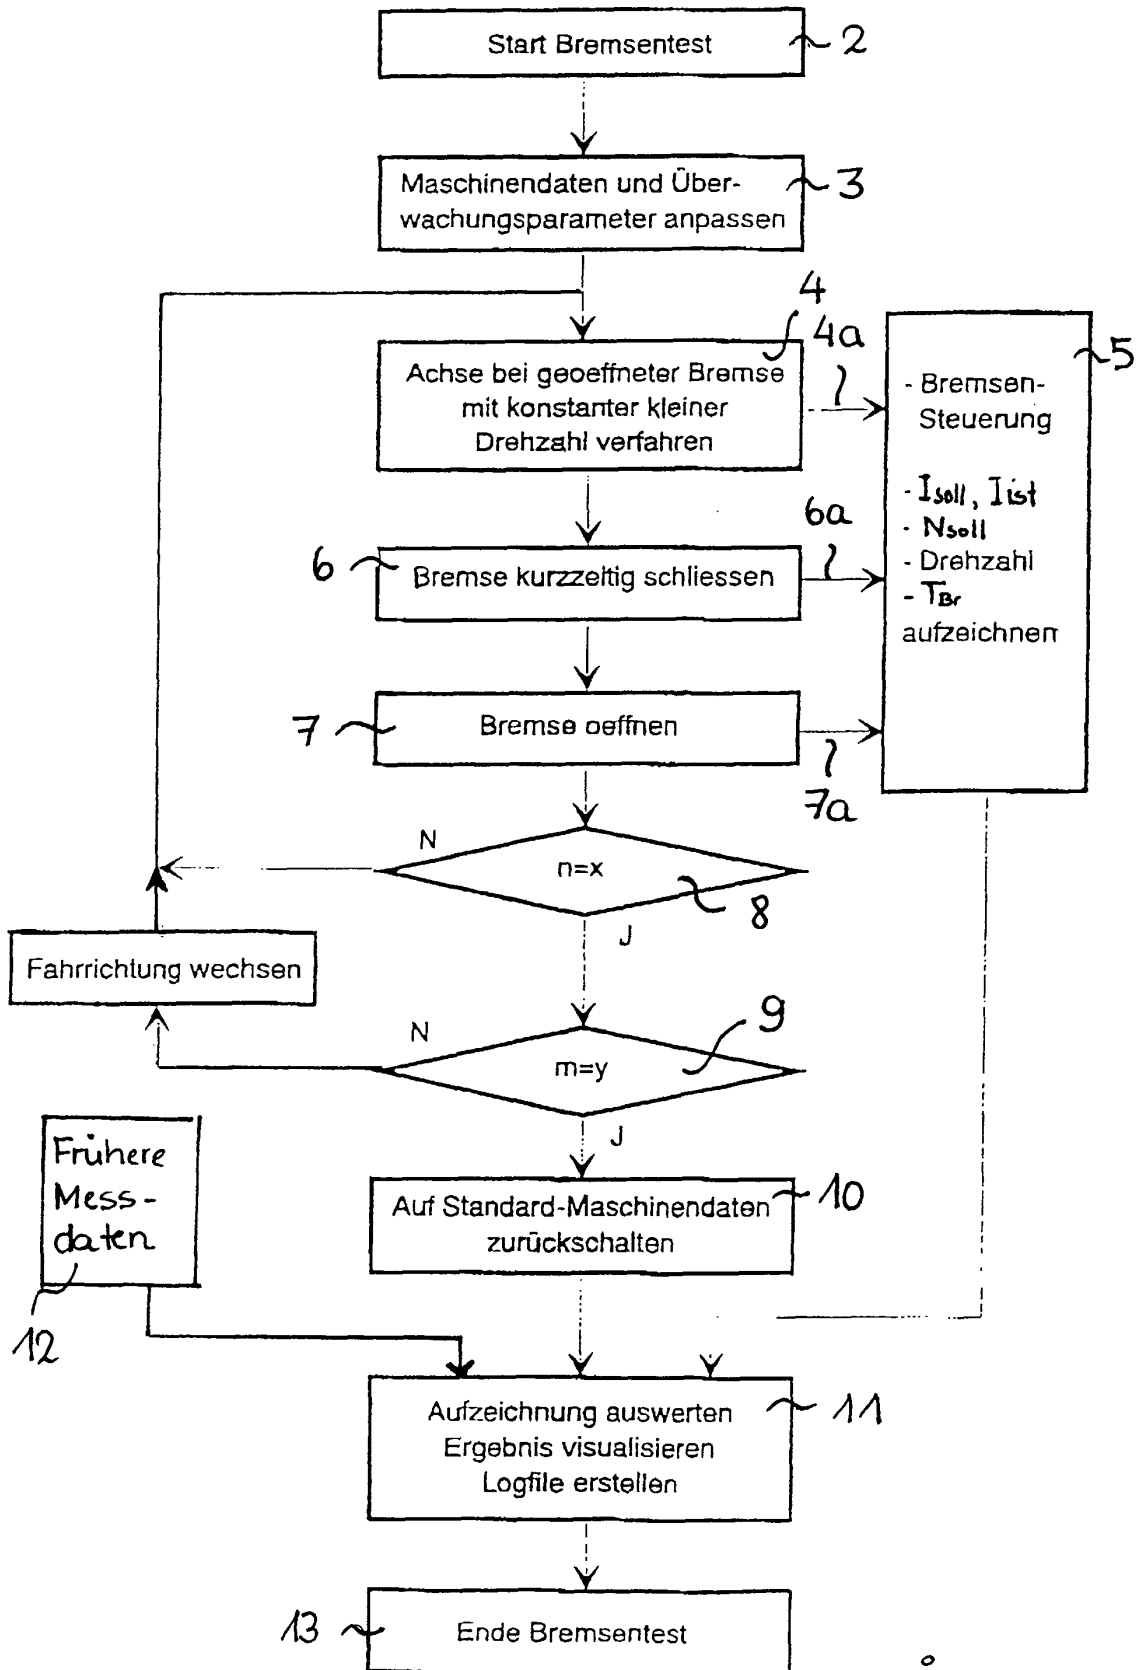 Start Bremsentest
2
Maschinendaten und Über-
wachungsparameter anpassen
3
4
4a
Achse bei geoeffneter Bremse
mit konstanter kleiner
Drehzahl verfahren
5
- Bremsen-
Steuerung
- Isoll, Iist
- Nsoll
- Drehzahl
- TBr
aufzeichnen
6a
6
Bremse kurzzeitig schliessen
7
Bremse oeffnen
7a
N
n=x
8
J
Fahrrichtung wechsen
N
m=y
9
J
Frühere
Mess-
daten
12
Auf Standard-Maschinendaten
zurückschalten
10
Aufzeichnung auswerten
Ergebnis visualisieren
Logfile erstellen
11
13
Ende Bremsentest